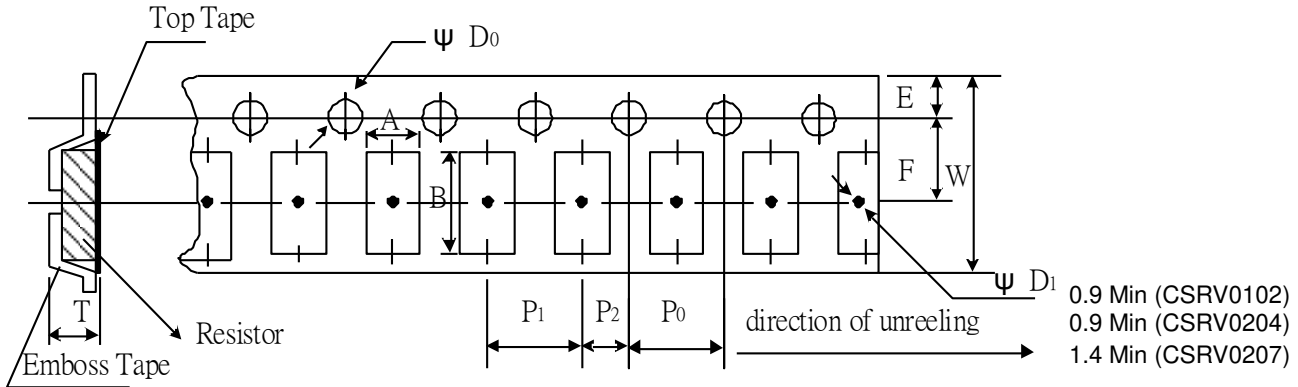 Top Tape
Ψ D0
E
A
F
W
B
Ψ D1
0.9 Min (CSRV0102)
T
Resistor
P1
P2
P0
direction of unreeling
0.9 Min (CSRV0204)
Emboss Tape
1.4 Min (CSRV0207)